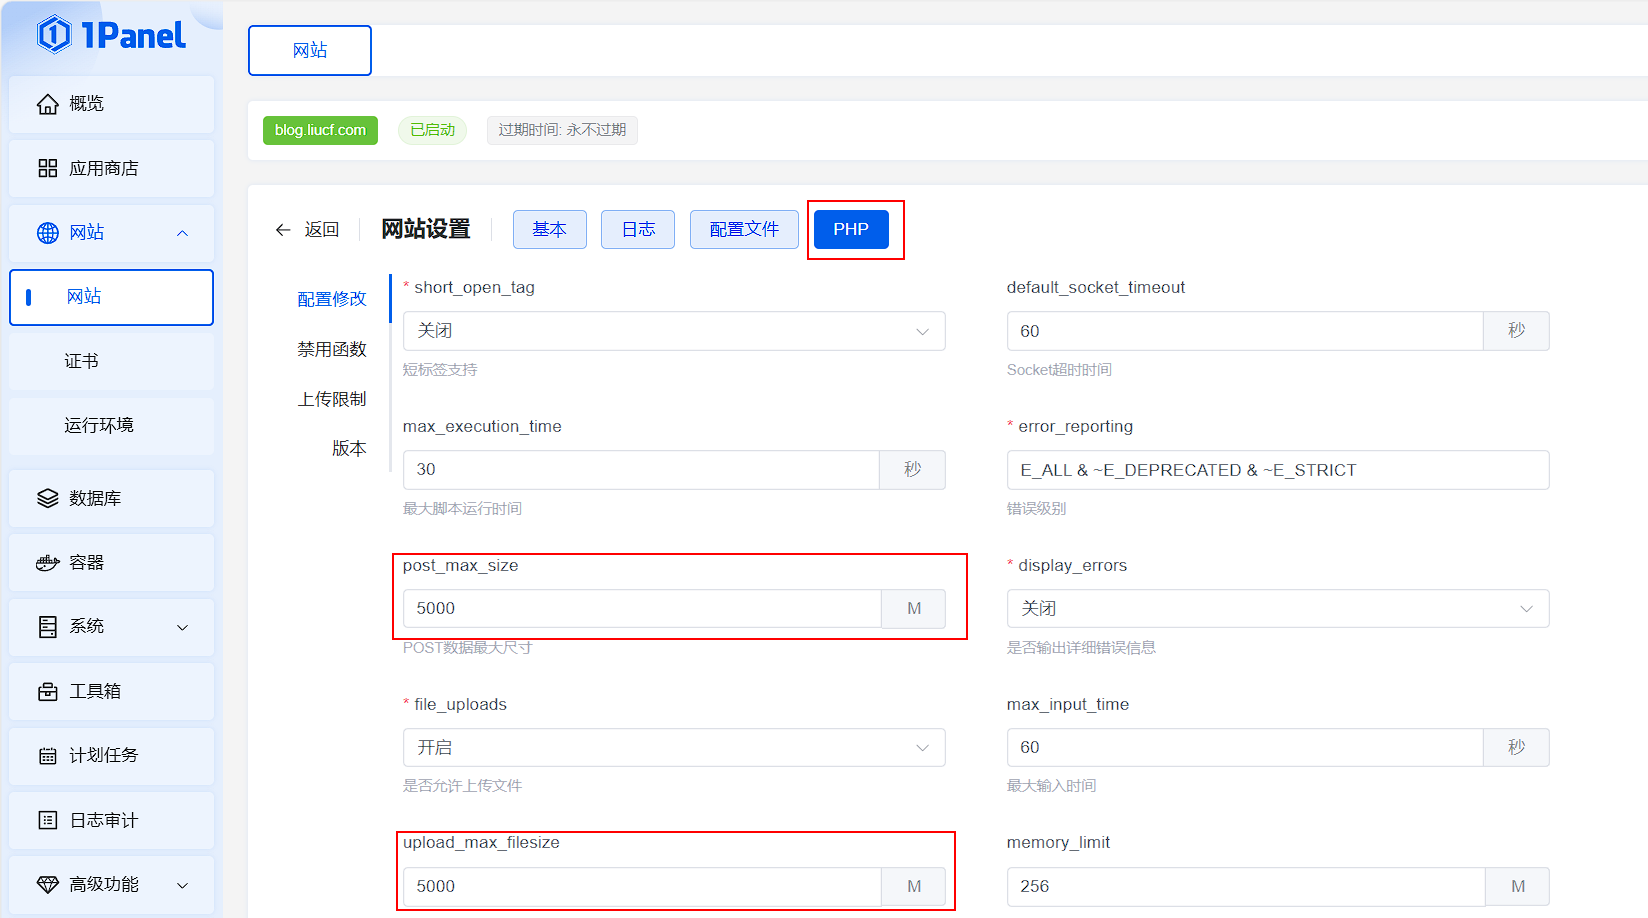 1Panel
概览
应用商店
网站
网站
证书
运行环境
数据库
容器
系统
工具箱
计划任务
日志审计
高级功能
网站
blog.liucf.com
已启动
过期时间: 永不过期
返回
网站设置
基本
日志
配置文件
PHP
配置修改
禁用函数
上传限制
版本
* short_open_tag
关闭
短标签支持
default_socket_timeout
60 秒
Socket超时时间
max_execution_time
30 秒
最大脚本运行时间
* error_reporting
E_ALL & ~E_DEPRECATED & ~E_STRICT
错误级别
post_max_size
5000 M
POST数据最大尺寸
* display_errors
关闭
是否输出详细错误信息
* file_uploads
开启
是否允许上传文件
max_input_time
60 秒
最大输入时间
upload_max_filesize
5000 M
memory_limit
256 M